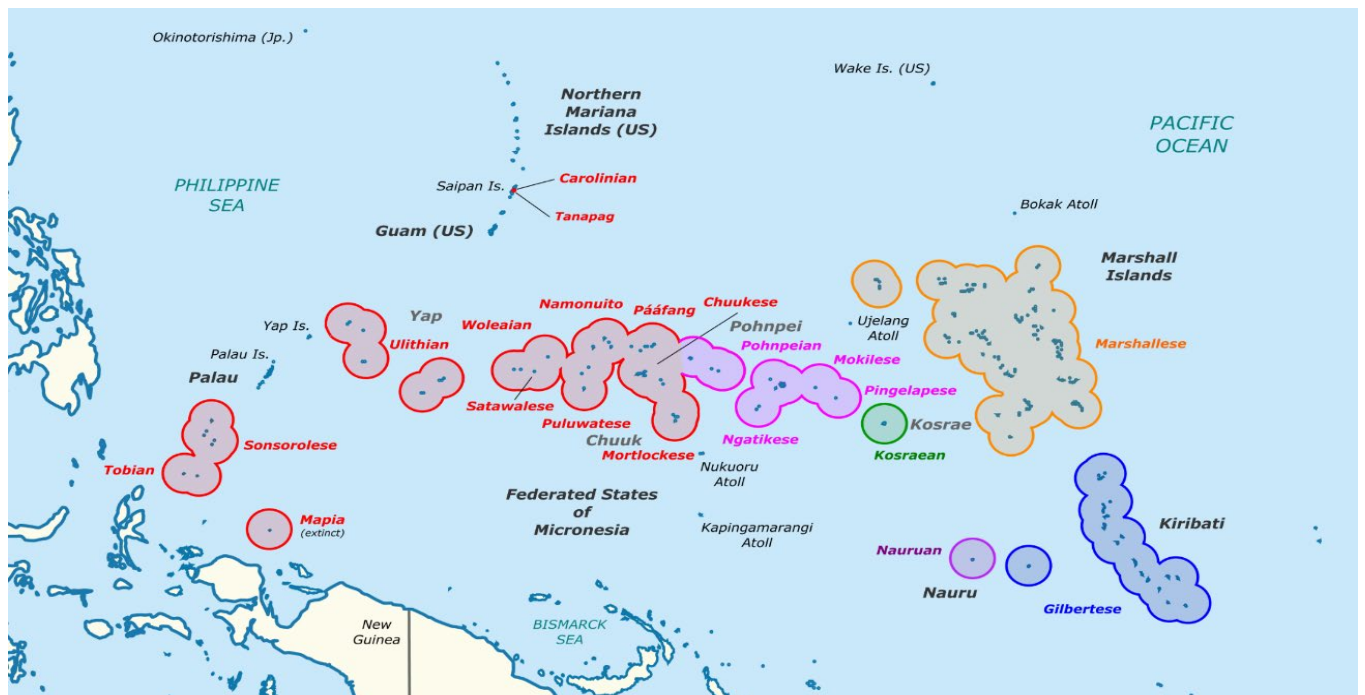 Okinotorishima (Jp.)
Wake Is. (US)
Northern
Mariana
Islands (US)
PACIFIC
OCEAN
PHILIPPINE
SEA
Saipan Is.
Carolinian
Tanapag
Guam (US)
Bokak Atoll
Marshall
Islands
Yap Is.
Yap
Ulithian
Woleaian
Namonuito
Pááfang
Chuukese
Pohnpei
Pohnpeian
Mokilese
Pingelapese
Ujelang
Atoll
Marshallese
Palau Is.
Palau
Satawalese
Puluwatese
Chuuk
Mortlockese
Ngatikese
Kosrae
Kosraean
Sonsorolese
Tobian
Nukuoru
Atoll
Federated States
of
Micronesia
Kapingamarangi
Atoll
Mapia
(extinct)
Kiribati
Nauruan
Nauru
Gilbertese
New
Guinea
BISMARCK
SEA